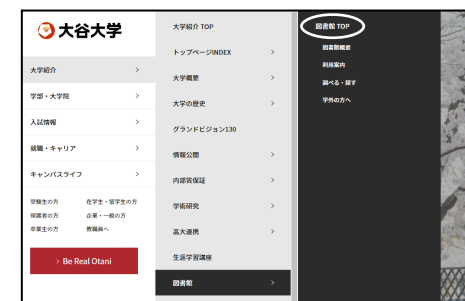 大谷大学
大学紹介
学部・大学院
入試情報
就職・キャリア
キャンパスライフ
受験生の方 在学生・留学生の方
保護者の方 企業・一般の方
卒業生の方 教職員へ
> Be Real Otani
大学紹介 TOP
トップページINDEX
大学概要
大学の歴史
グランドビジョン130
情報公開
内部質保証
学術研究
高大連携
生涯学習講座
図書館
図書館 TOP
図書館概要
利用案内
調べる・探す
学外の方へ